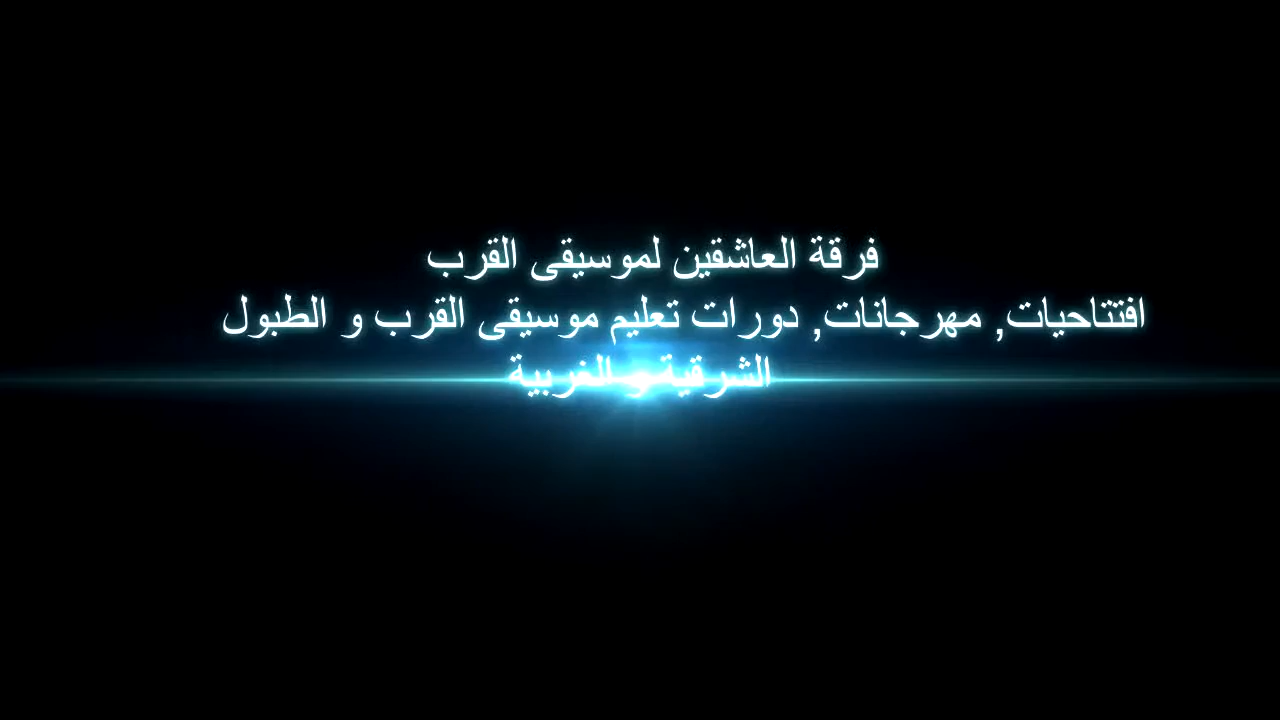 فرقة العاشقين لموسيقى القرب
افتتاحيات, مهرجانات, دورات تعليم موسيقى القرب و الطبول
الشرقية و الغربية